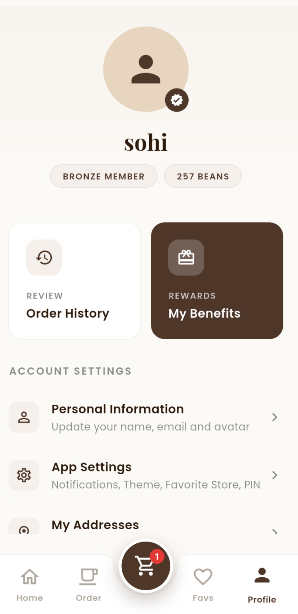 sohi
BRONZE MEMBER
257 BEANS
REVIEW
Order History
REWARDS
My Benefits
ACCOUNT SETTINGS
Personal Information
Update your name, email and avatar
App Settings
Notifications, Theme, Favorite Store, PIN
My Addresses
1
Home
Order
Favs
Profile